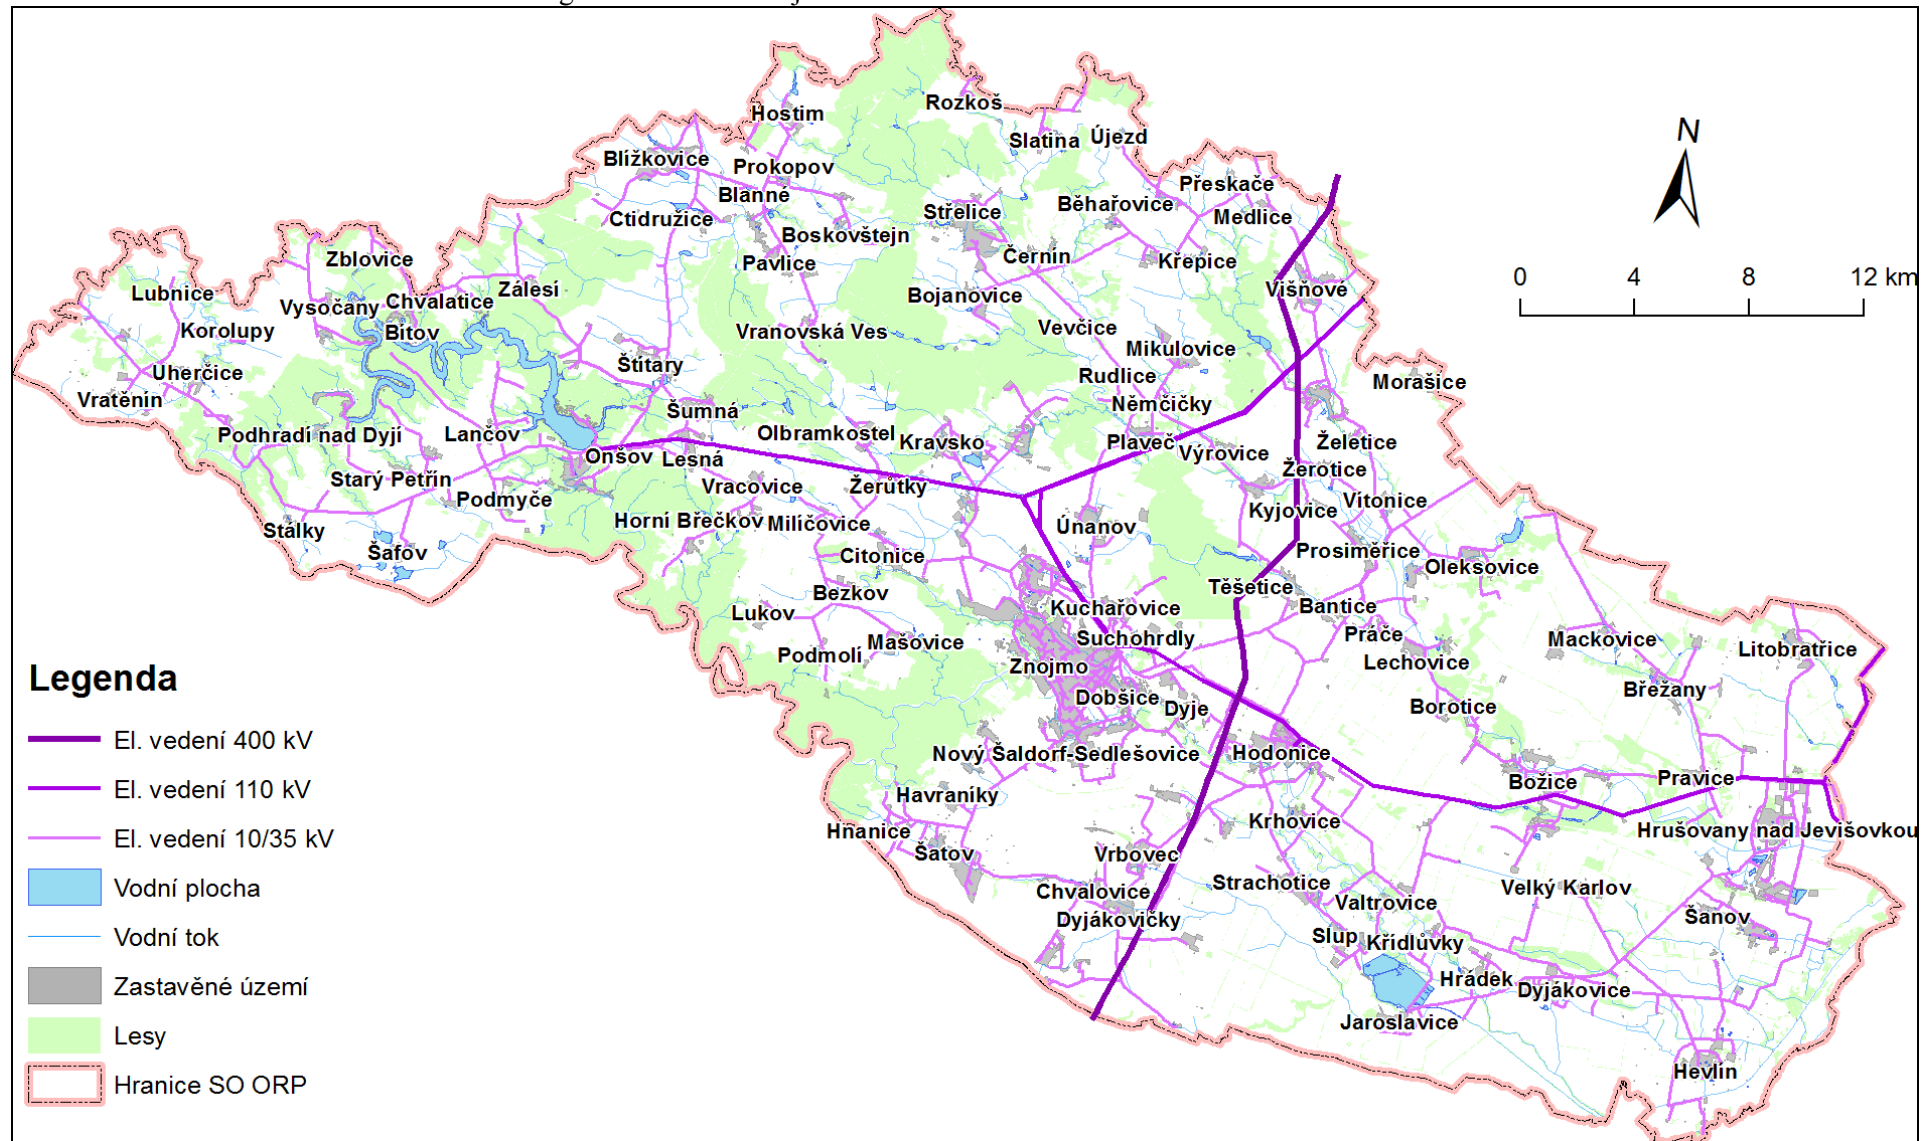 Rozkoš
Hostim
Slatina
Újezd
N
Blížkovice
Prokopov
Přeskače
Blanné
Běhařovice
Střelice
Medlice
Ctidružice
Boskovštejn
Černín
Křepice
Zblovice
Pavlice
0 4 8 12 km
Zálesí
Višňové
Lubnice
Bojanovice
Chvalatice
Vysočany
Vevčice
Korolupy
Bítov
Vranovská Ves
Mikulovice
Štítary
Uherčice
Rudlice
Morašice
Vratěnín
Němčičky
Šumná
Podhradí nad Dyjí
Lančov
Olbramkostel
Kravsko
Plaveč
Želetice
Výrovice
Onšov
Lesná
Žerotice
Starý Petřín
Vracovice
Žerůtky
Podmyče
Vítonice
Kyjovice
Horní Břečkov
Milíčovice
Únanov
Stálky
Šafov
Citonice
Prosiměřice
Oleksovice
Těšetice
Bezkov
Bantice
Kuchařovice
Lukov
Mašovice
Suchohrdly
Práče
Mackovice
Litobratřice
Podmolí
Znojmo
Lechovice
Legenda
Břežany
Dobšice
Dyje
Borotice
El. vedení 400 kV
Nový Šaldorf-Sedlešovice
Hodonice
Božice
Pravice
El. vedení 110 kV
Havraníky
Krhovice
Hnanice
Hrušovany nad Jevišovkou
El. vedení 10/35 kV
Šatov
Vrbovec
Strachotice
Chvalovice
Velký Karlov
Vodní plocha
Valtrovice
Dyjákovičky
Šanov
Vodní tok
Slup
Křídlůvky
Hrádek
Zastavěné území
Dyjákovice
Jaroslavice
Lesy
Hevlín
Hranice SO ORP